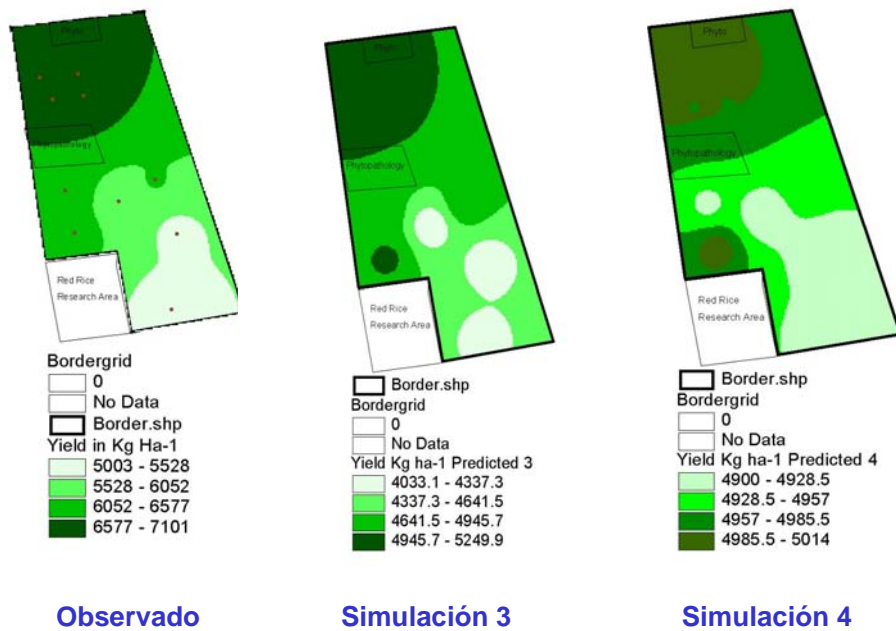 Phyto
Phytopathology
Red Rice
Research Area
Bordergrid
0
No Data
Border.shp
Yield in Kg Ha-1
5003 - 5528
5528 - 6052
6052 - 6577
6577 - 7101
Observado
Phyto
Phytopathology
Red Rice
Research Area
Border.shp
Bordergrid
0
No Data
Yield Kg ha-1 Predicted 3
4033.1 - 4337.3
4337.3 - 4641.5
4641.5 - 4945.7
4945.7 - 5249.9
Simulación 3
Phyto
Phytopathology
Red Rice
Research Area
Border.shp
Bordergrid
0
No Data
Yield Kg ha-1 Predicted 4
4900 - 4928.5
4928.5 - 4957
4957 - 4985.5
4985.5 - 5014
Simulación 4